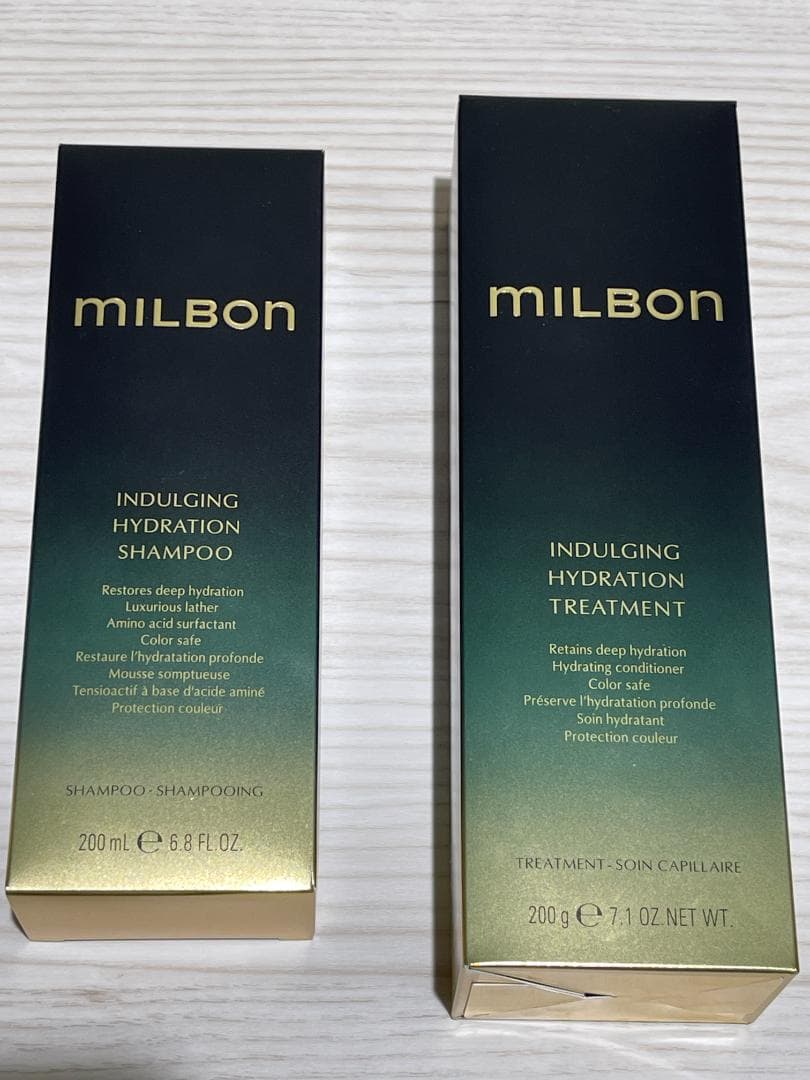 mILBOn
INDULGING
HYDRATION
SHAMPOO
Restores deep hydration
Luxurious lather
Amino acid surfactant
Color safe
Restaure l'hydratation profonde
Mousse somptueuse
Tensioactif à base d'acide aminé
Protection couleur
SHAMPOO · SHAMPOOING
200 mL ℮ 6.8 FL.OZ.
mILBOn
INDULGING
HYDRATION
TREATMENT
Retains deep hydration
Hydrating conditioner
Color safe
Préserve l'hydratation profonde
Soin hydratant
Protection couleur
TREATMENT - SOIN CAPILLAIRE
200 g ℮ 7.1 OZ.NET WT.